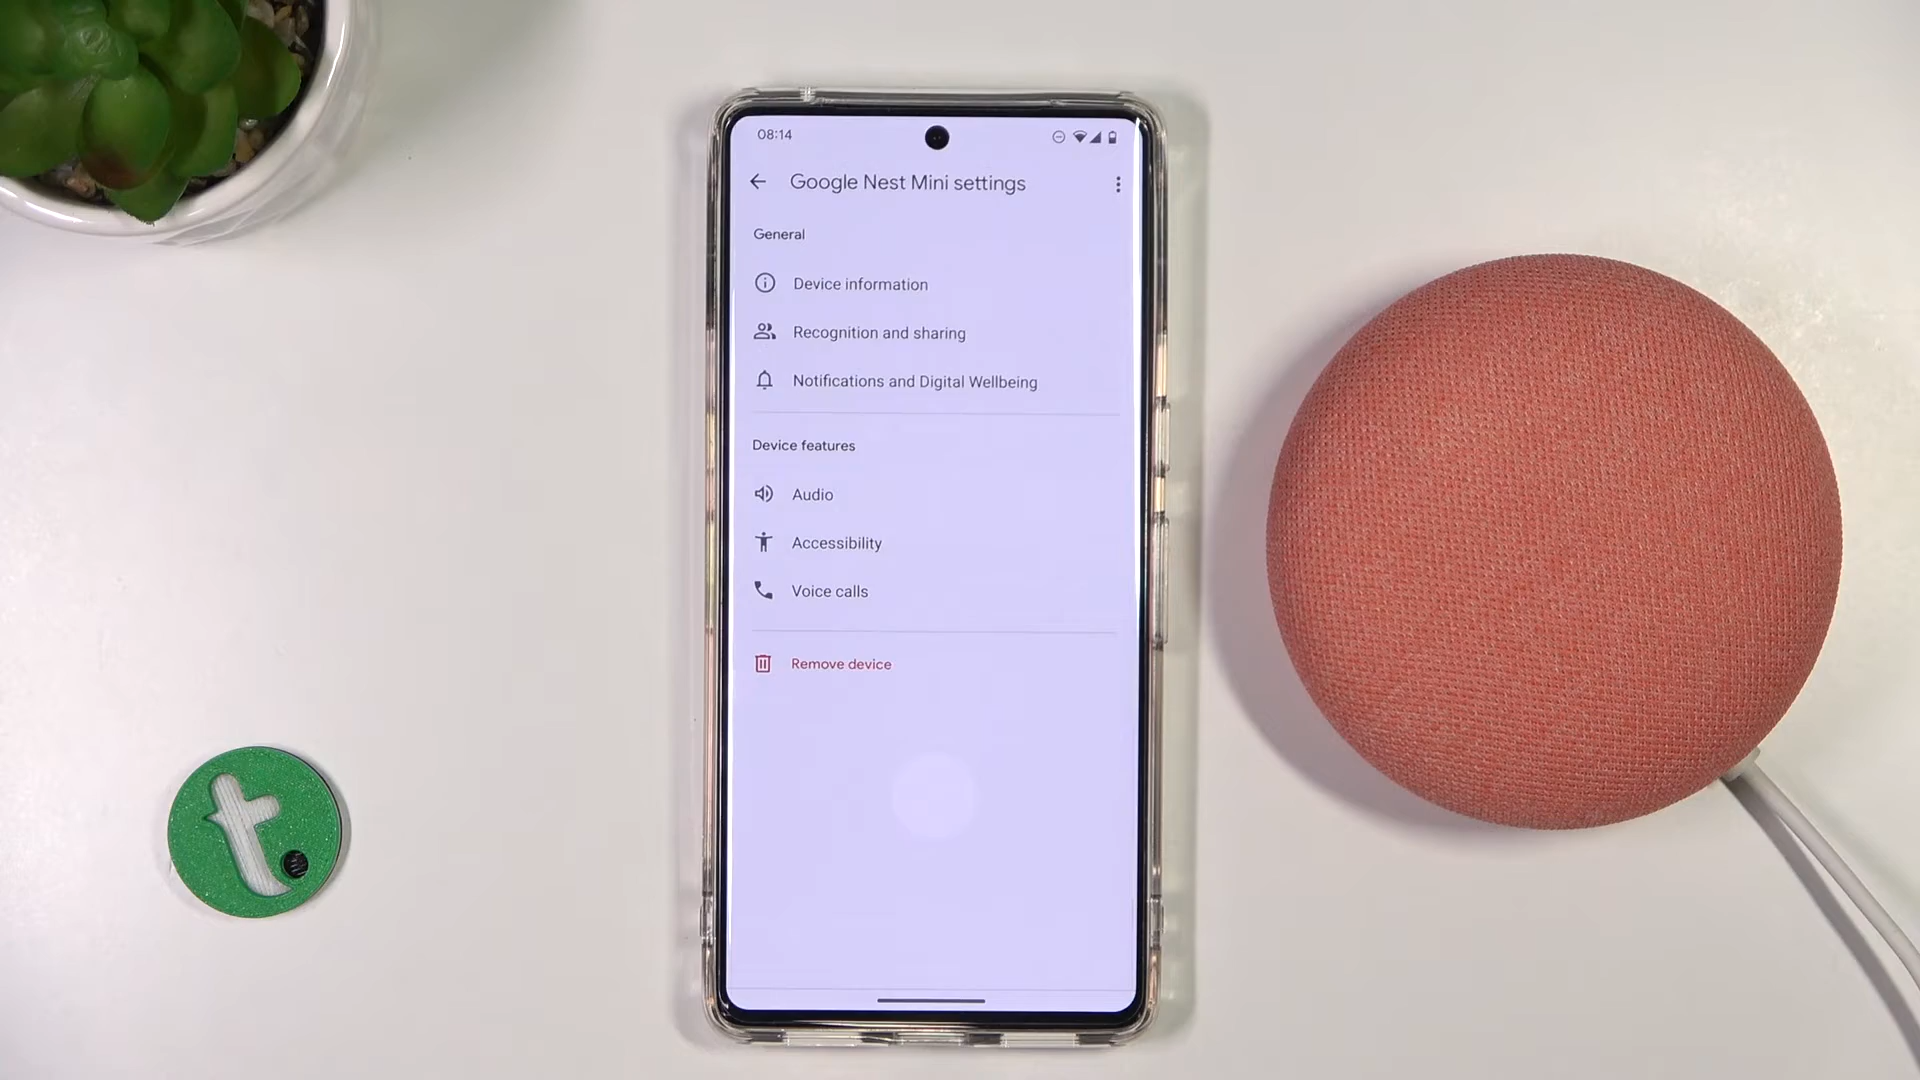 08:14
Google Nest Mini settings
General
Device information
Recognition and sharing
Notifications and Digital Wellbeing
Device features
Audio
Accessibility
Voice calls
Remove device
t.